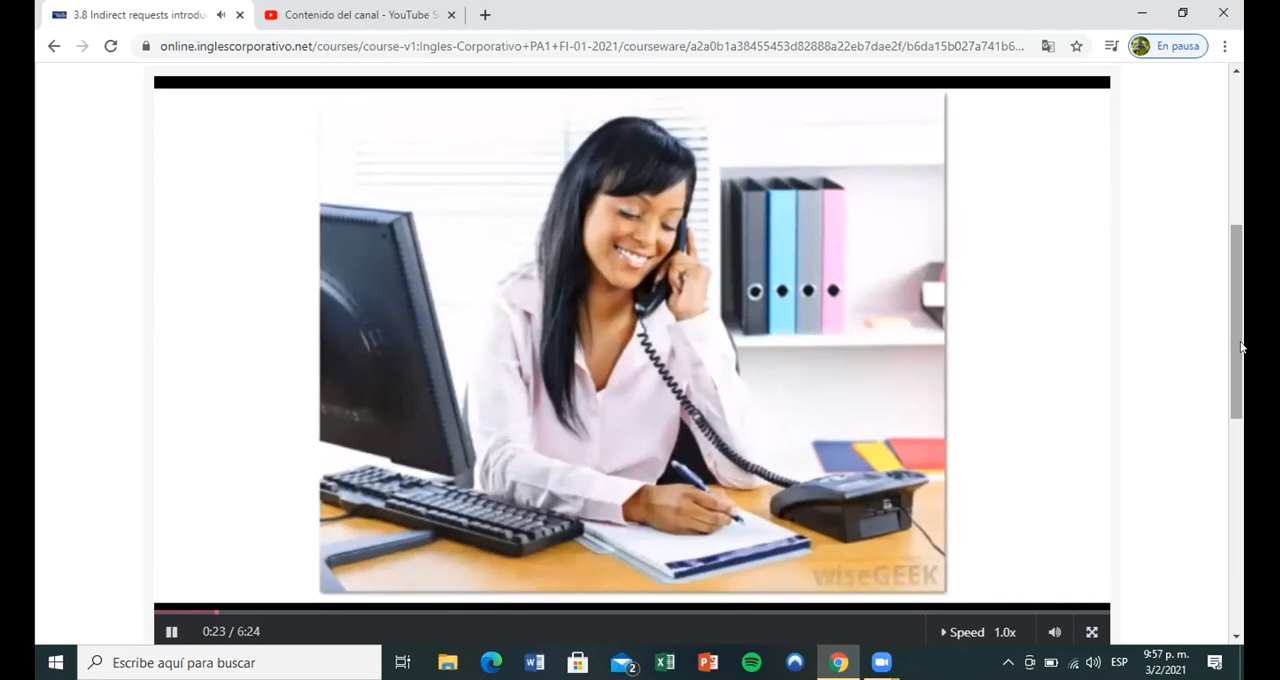 3.8 Indirect requests introdu
Contenido del canal - YouTube S
online.inglescorporativo.net/courses/course-v1:Ingles-Corporativo+PA1+FI-01-2021/courseware/a2a0b1a38455453d82888a22eb7dae2f/b6da15b027a741b6...
En pausa
wiseGEEK
0:23 / 6:24
Speed 1.0x
Escribe aquí para buscar
2
ESP
9:57 p. m.
3/2/2021